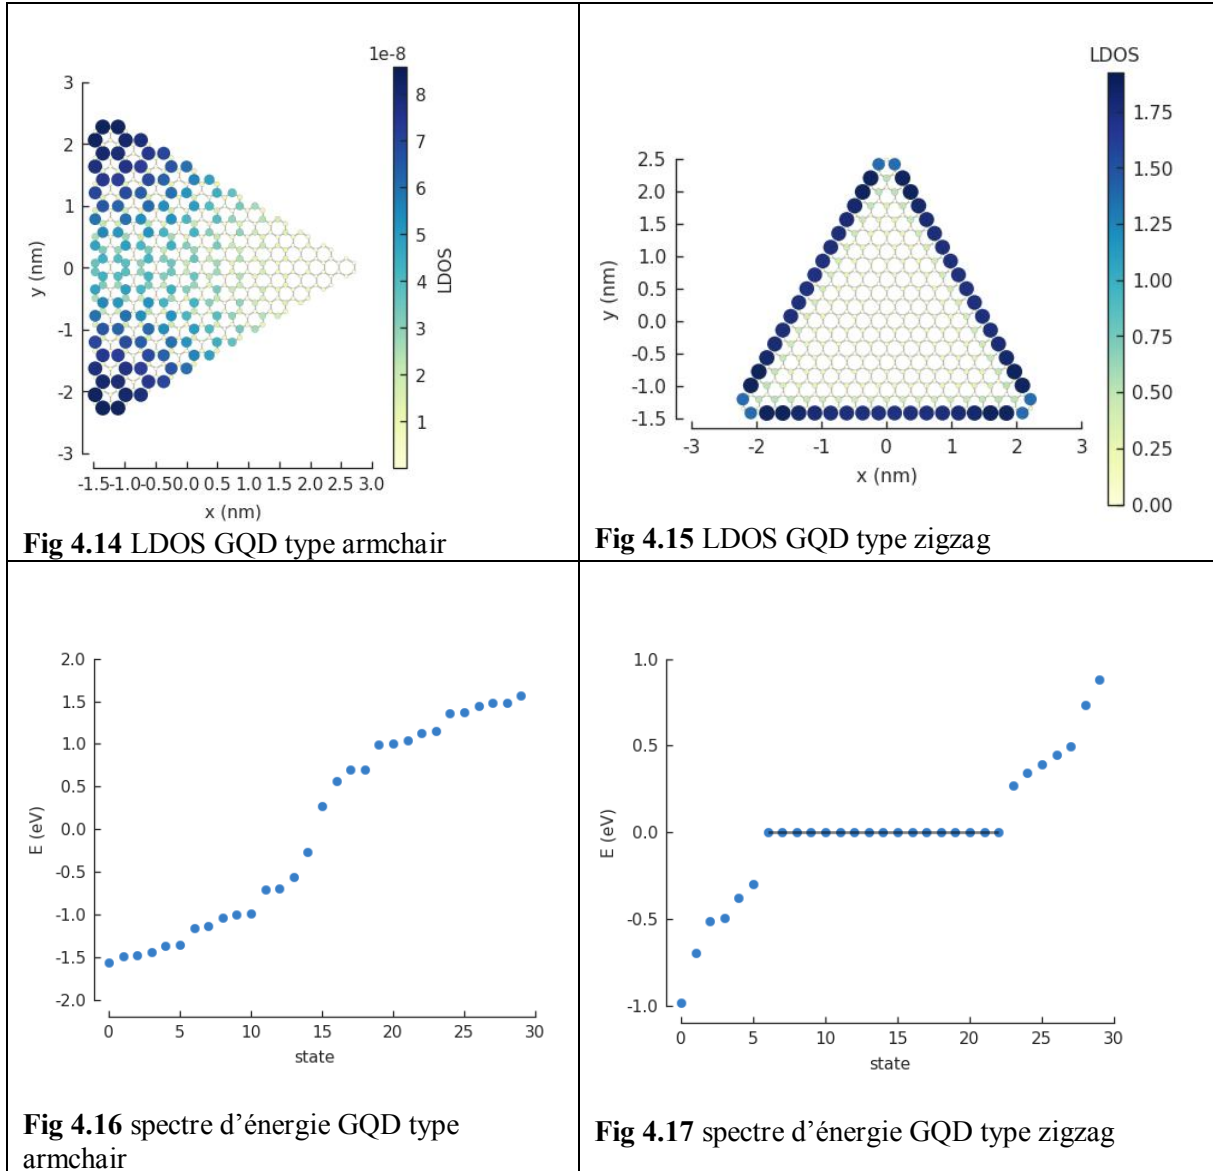 1e-8
3
2
1
0
-1
-2
-3
y (nm)
-1.5-1.0-0.50.0 0.5 1.0 1.5 2.0 2.5 3.0
x (nm)
8
7
6
5
4
3
2
1
LDOS
Fig 4.14 LDOS GQD type armchair
LDOS
2.5
2.0
1.5
1.0
0.5
0.0
-0.5
-1.0
-1.5
y (nm)
-3 -2 -1 0 1 2 3
x (nm)
1.75
1.50
1.25
1.00
0.75
0.50
0.25
0.00
Fig 4.15 LDOS GQD type zigzag
2.0
1.5
1.0
0.5
0.0
-0.5
-1.0
-1.5
-2.0
E (eV)
0 5 10 15 20 25 30
state
Fig 4.16 spectre d’énergie GQD type
armchair
1.0
0.5
0.0
-0.5
-1.0
E (eV)
0 5 10 15 20 25 30
state
Fig 4.17 spectre d’énergie GQD type zigzag